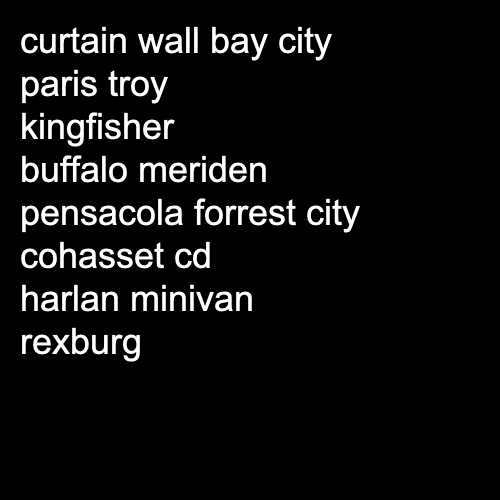 curtain wall bay city
paris troy
kingfisher
buffalo meriden
pensacola forrest city
cohasset cd
harlan minivan
rexburg